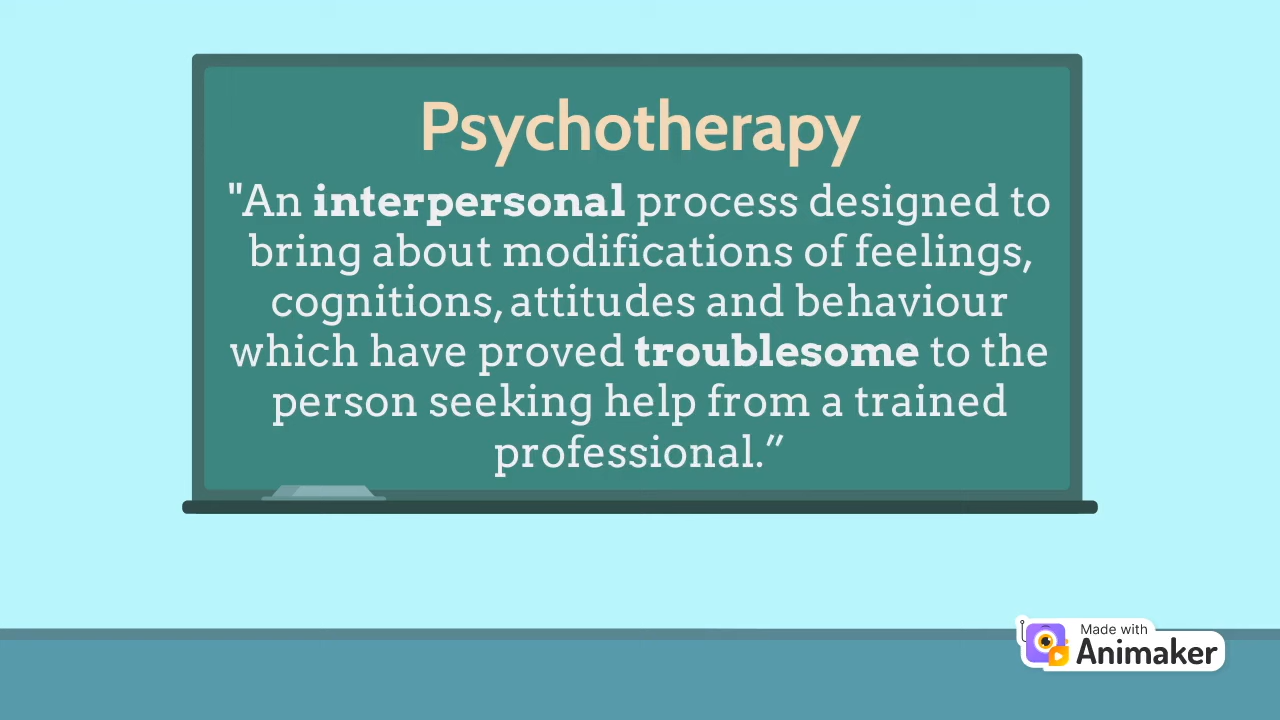 Psychotherapy
"An interpersonal process designed to
bring about modifications of feelings,
cognitions, attitudes and behaviour
which have proved troublesome to the
person seeking help from a trained
professional.”
Made with
Animaker